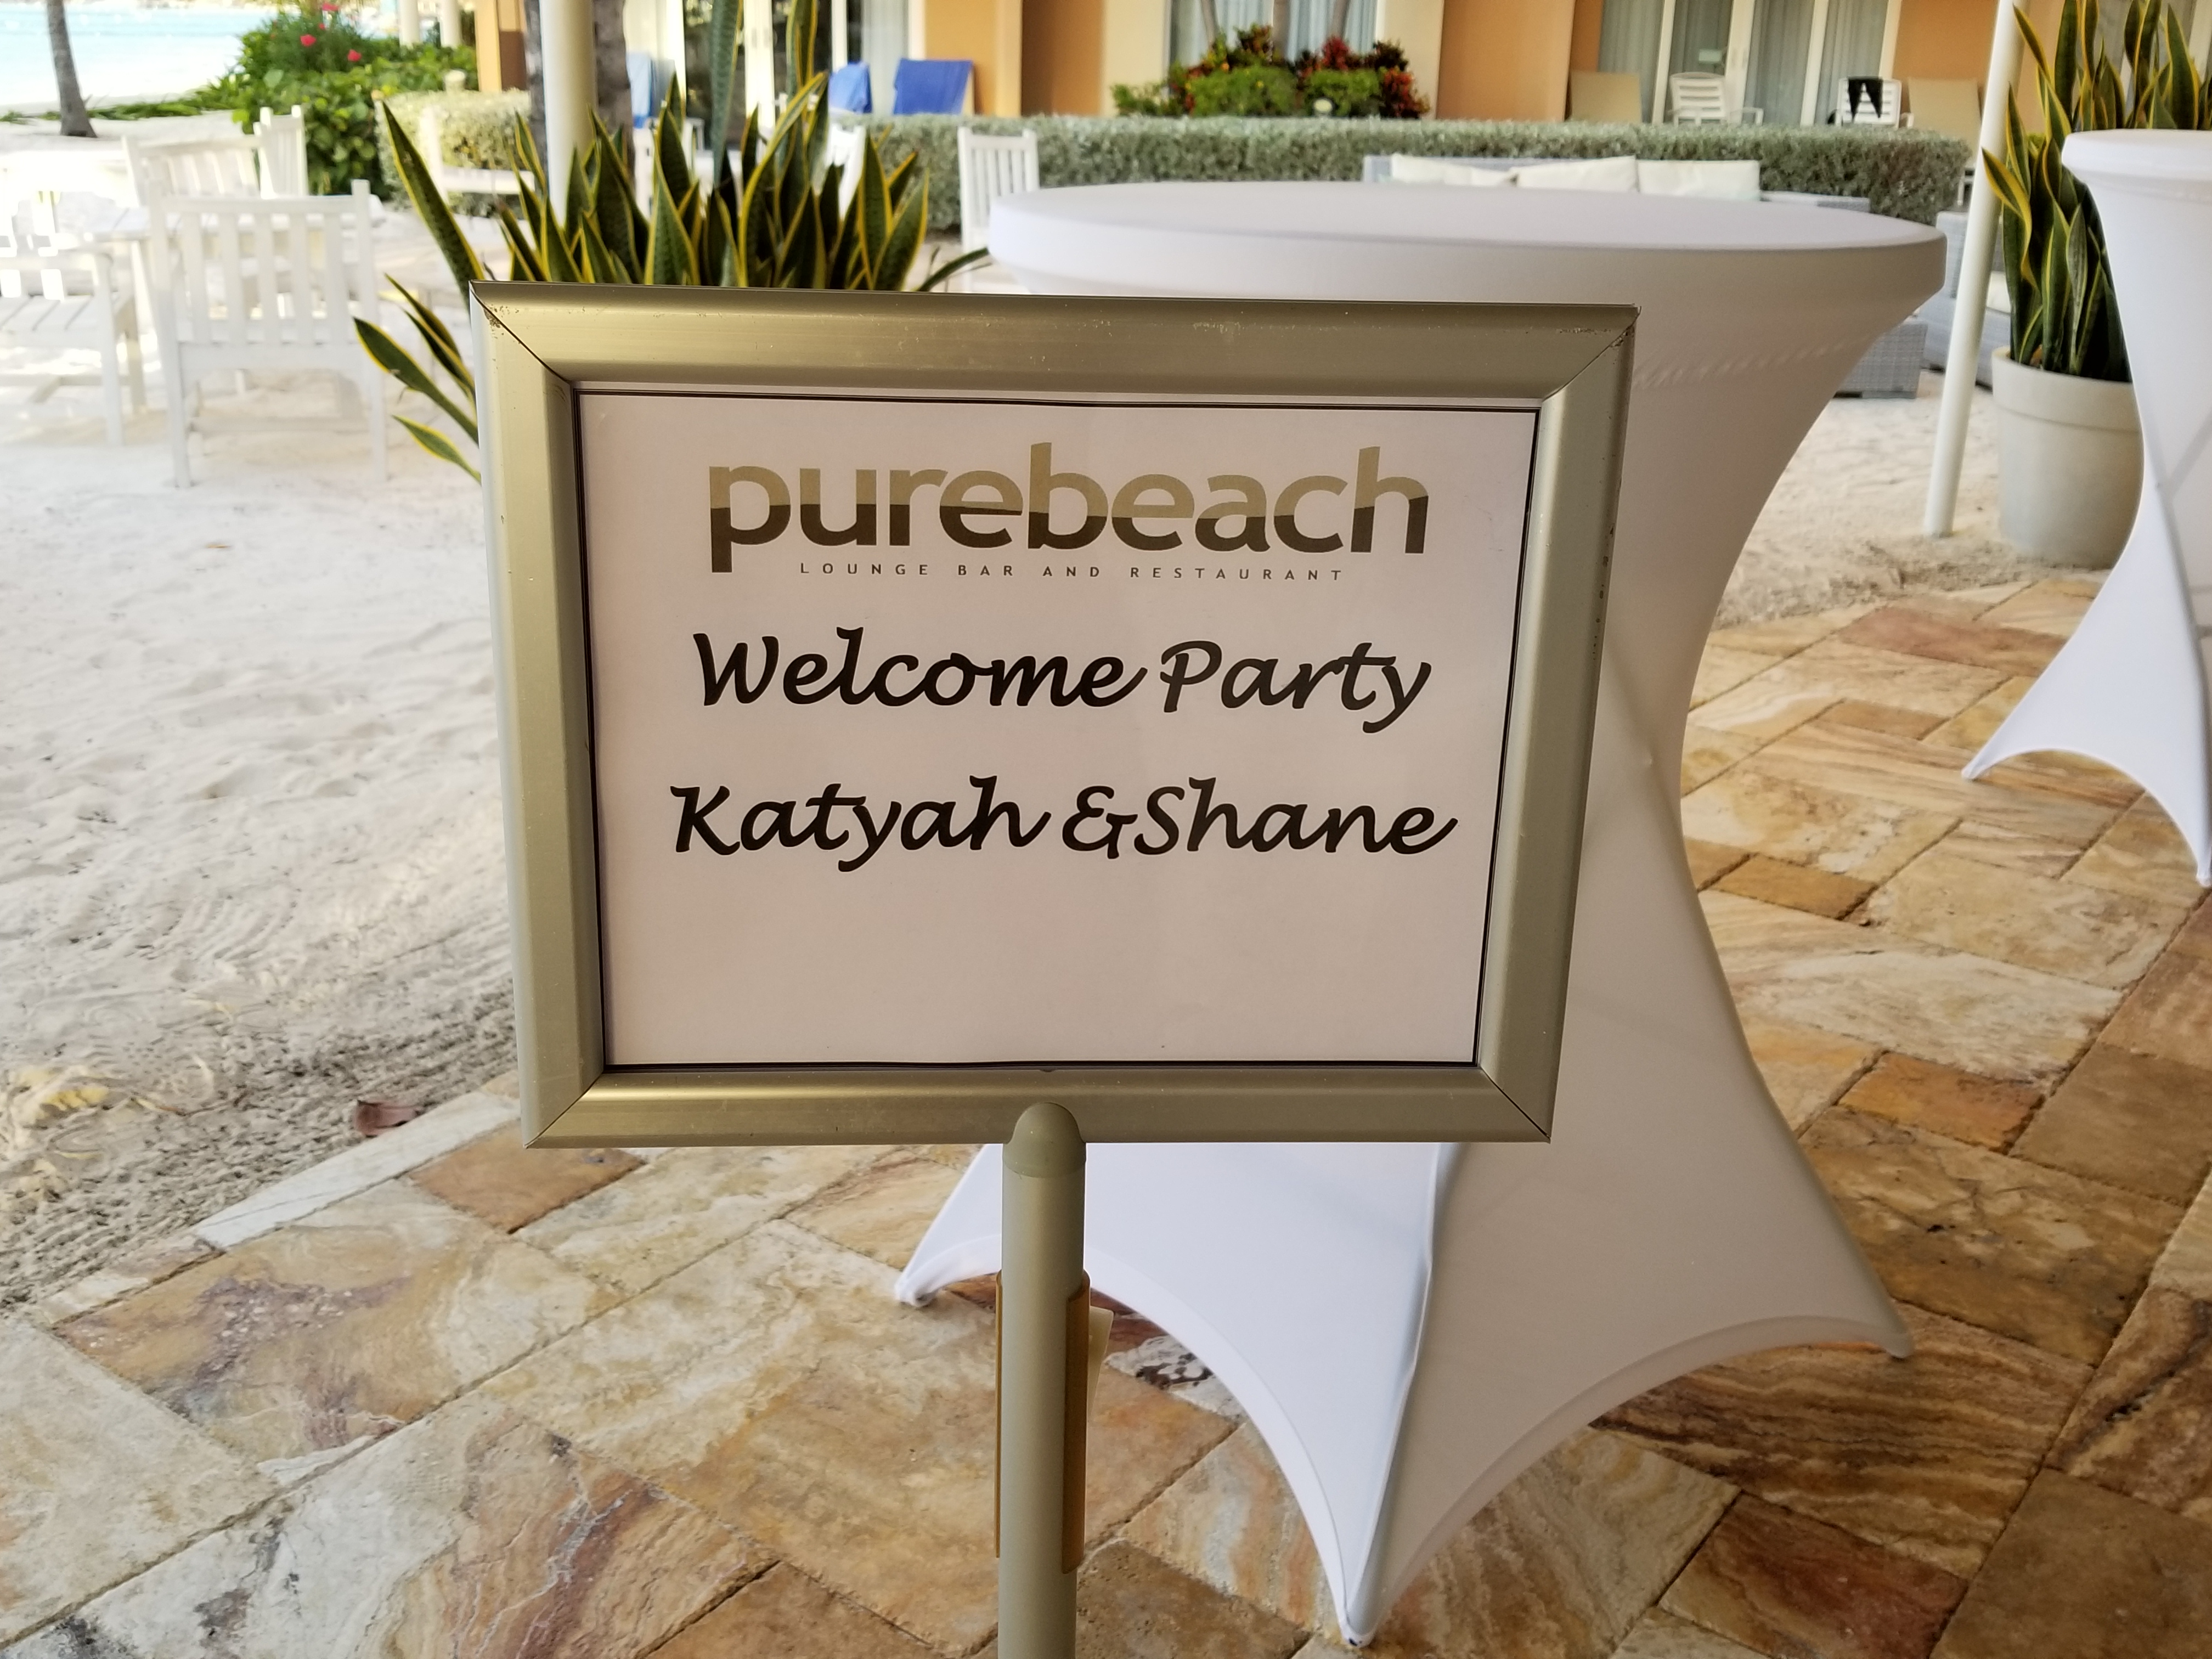 purebeach
LOUNGE BAR AND RESTAURANT
Welcome Party
Katyah &Shane